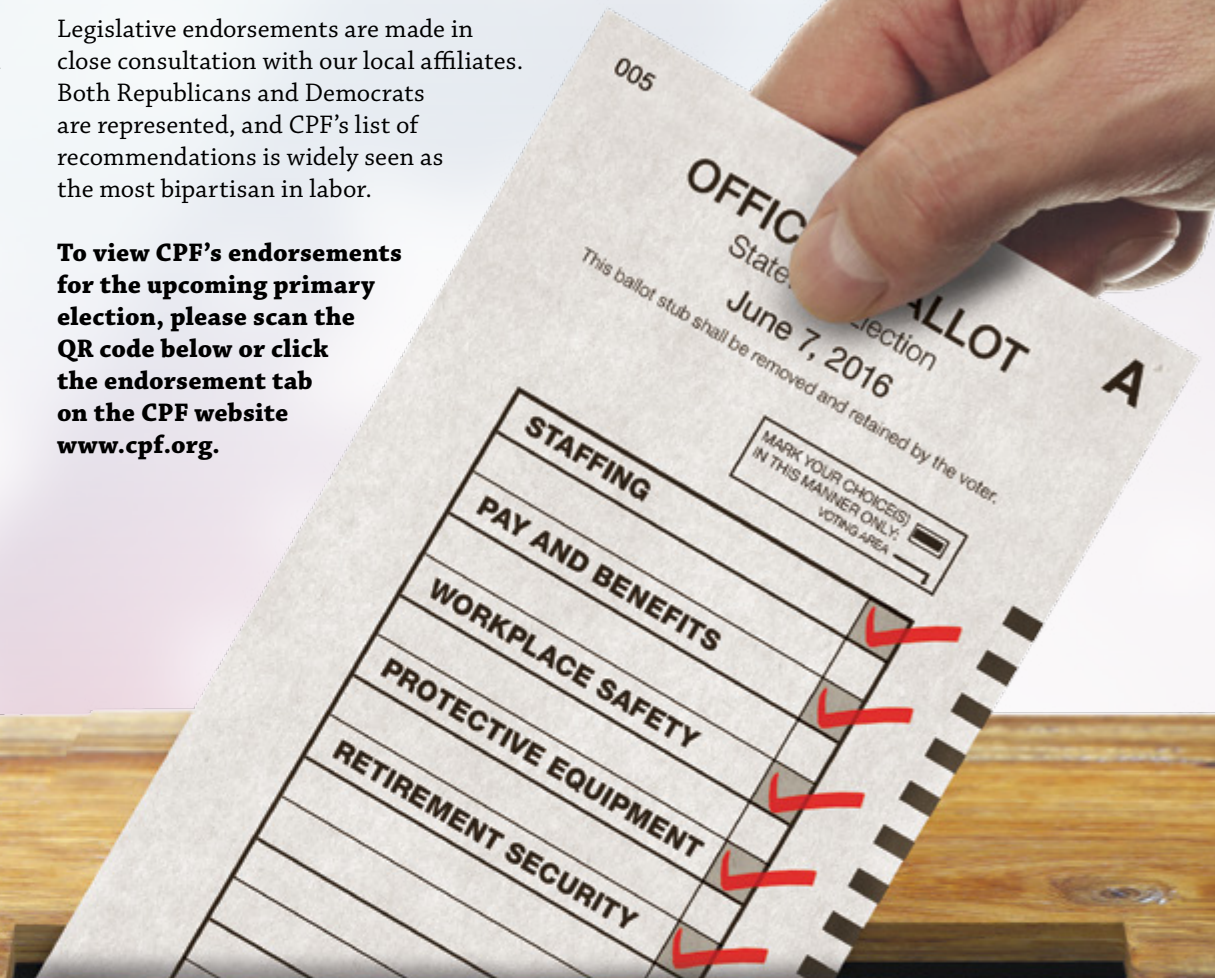 Legislative endorsements are made in
close consultation with our local affiliates.
Both Republicans and Democrats
are represented, and CPF's list of
recommendations is widely seen as
the most bipartisan in labor.
To view CPF's endorsements
for the upcoming primary
election, please scan the
QR code below or click
the endorsement tab
on the CPF website
www.cpf.org.
005
BALLOT
A
June 7, 2016
This ballot stub shall be removed and retained by the voter.
MARK YOUR CHOICE(S)
IN THIS MANNER ONLY:
VOTING AREA
STAFFING
PAY AND BENEFITS
WORKPLACE SAFETY
PROTECTIVE EQUIPMENT
RETIREMENT SECURITY